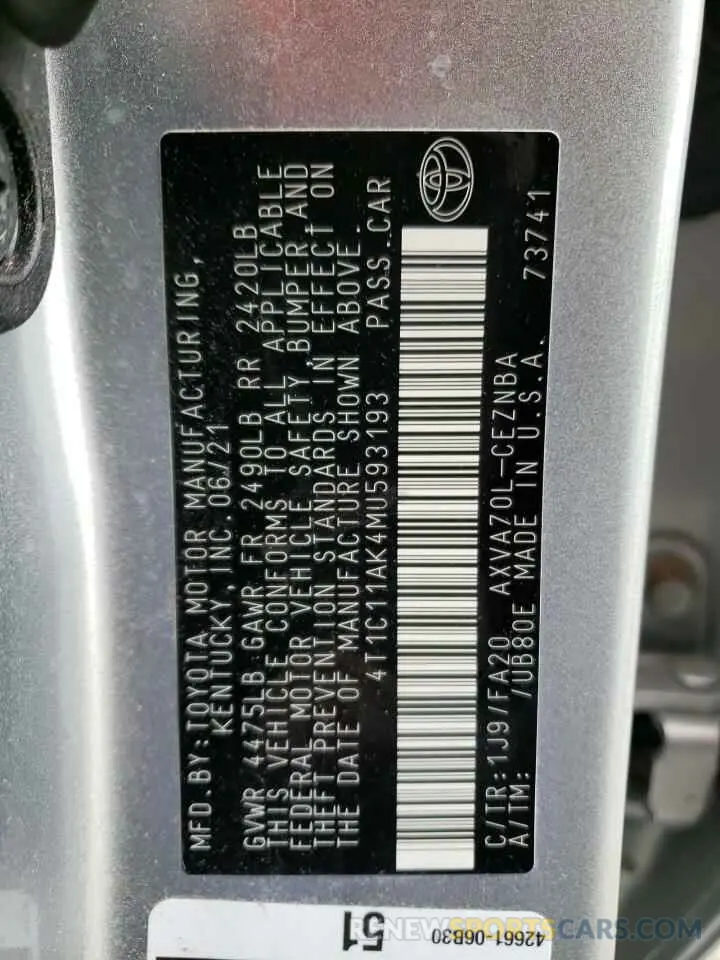 MFD.BY:TOYOTA MOTOR MANUFACTURING,
KENTUCKY, INC. 06/21
GVWR 4475LB GAWR FR 2490LB RR 2420LB
THIS VEHICLE CONFORMS TO ALL APPLICABLE
FEDERAL MOTOR VEHICLE SAFETY, BUMPER, AND
THEFT PREVENTION STANDARDS IN EFFECT ON
THE DATE OF MANUFACTURE SHOWN ABOVE.
4T1C11AK4MU593193 PASS.CAR
C/TR:1J9/FA20 AXVA70L-CEZNBA
A/TM: /UB80E MADE IN U.S.A. 73741
51
42661-06B30
RENEWSPORTSCAR.COM